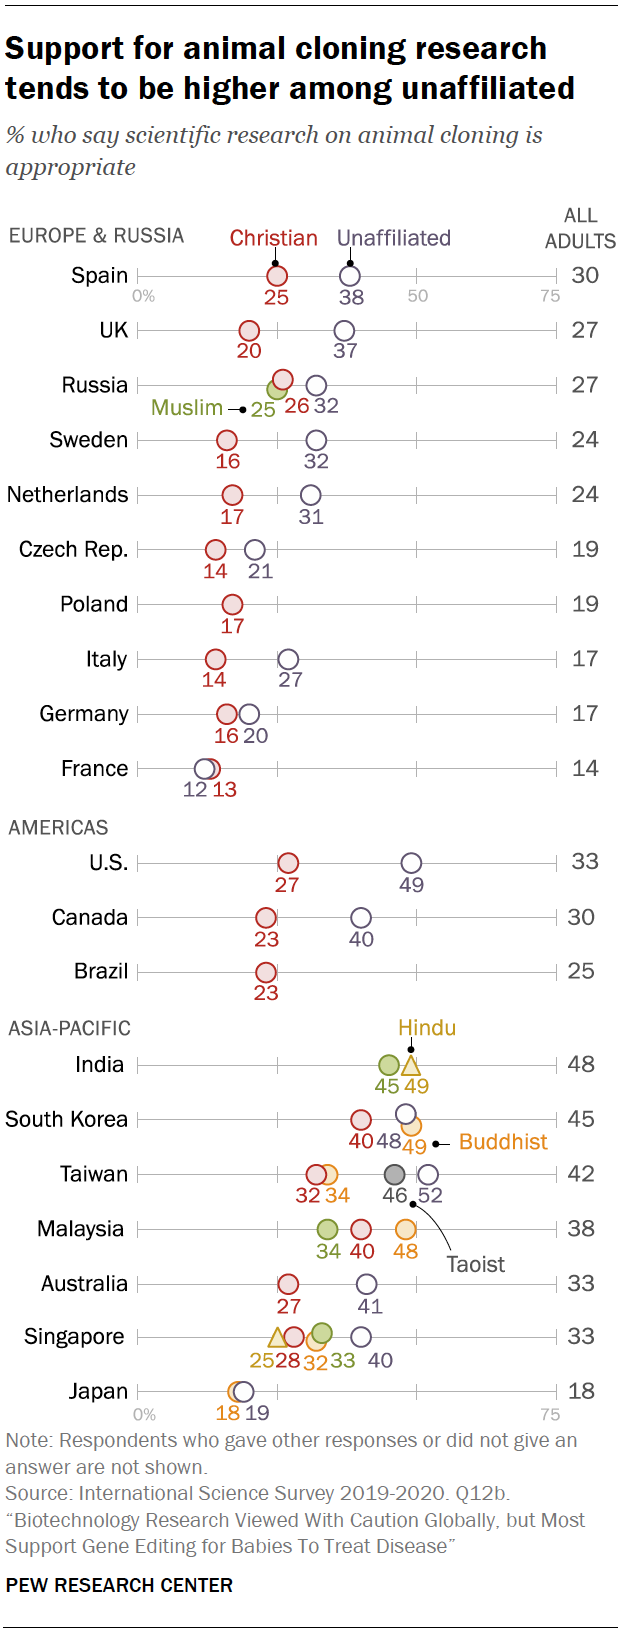 Support for animal cloning research
tends to be higher among unaffiliated
% who say scientific research on animal cloning is
appropriate
ALL
ADULTS
EUROPE & RUSSIA Christian Unaffiliated
Spain 30
0% 25 38 50 75
UK 27
20 37
Russia 27
Muslim 25 26 32
Sweden 24
16 32
Netherlands 24
17 31
Czech Rep. 19
14 21
Poland 19
17
Italy 17
14 27
Germany 17
16 20
France 14
12 13
AMERICAS
U.S. 33
27 49
Canada 30
23 40
Brazil 25
23
ASIA-PACIFIC Hindu
India 48
45 49
South Korea 45
40 48 49 Buddhist
Taiwan 42
32 34 46 52
Malaysia 38
34 40 48
Taoist
Australia 33
27 41
Singapore 33
25 28 32 33 40
Japan 18
0% 18 19 75
Note: Respondents who gave other responses or did not give an
answer are not shown.
Source: International Science Survey 2019-2020. Q12b.
“Biotechnology Research Viewed With Caution Globally, but Most
Support Gene Editing for Babies To Treat Disease”
PEW RESEARCH CENTER